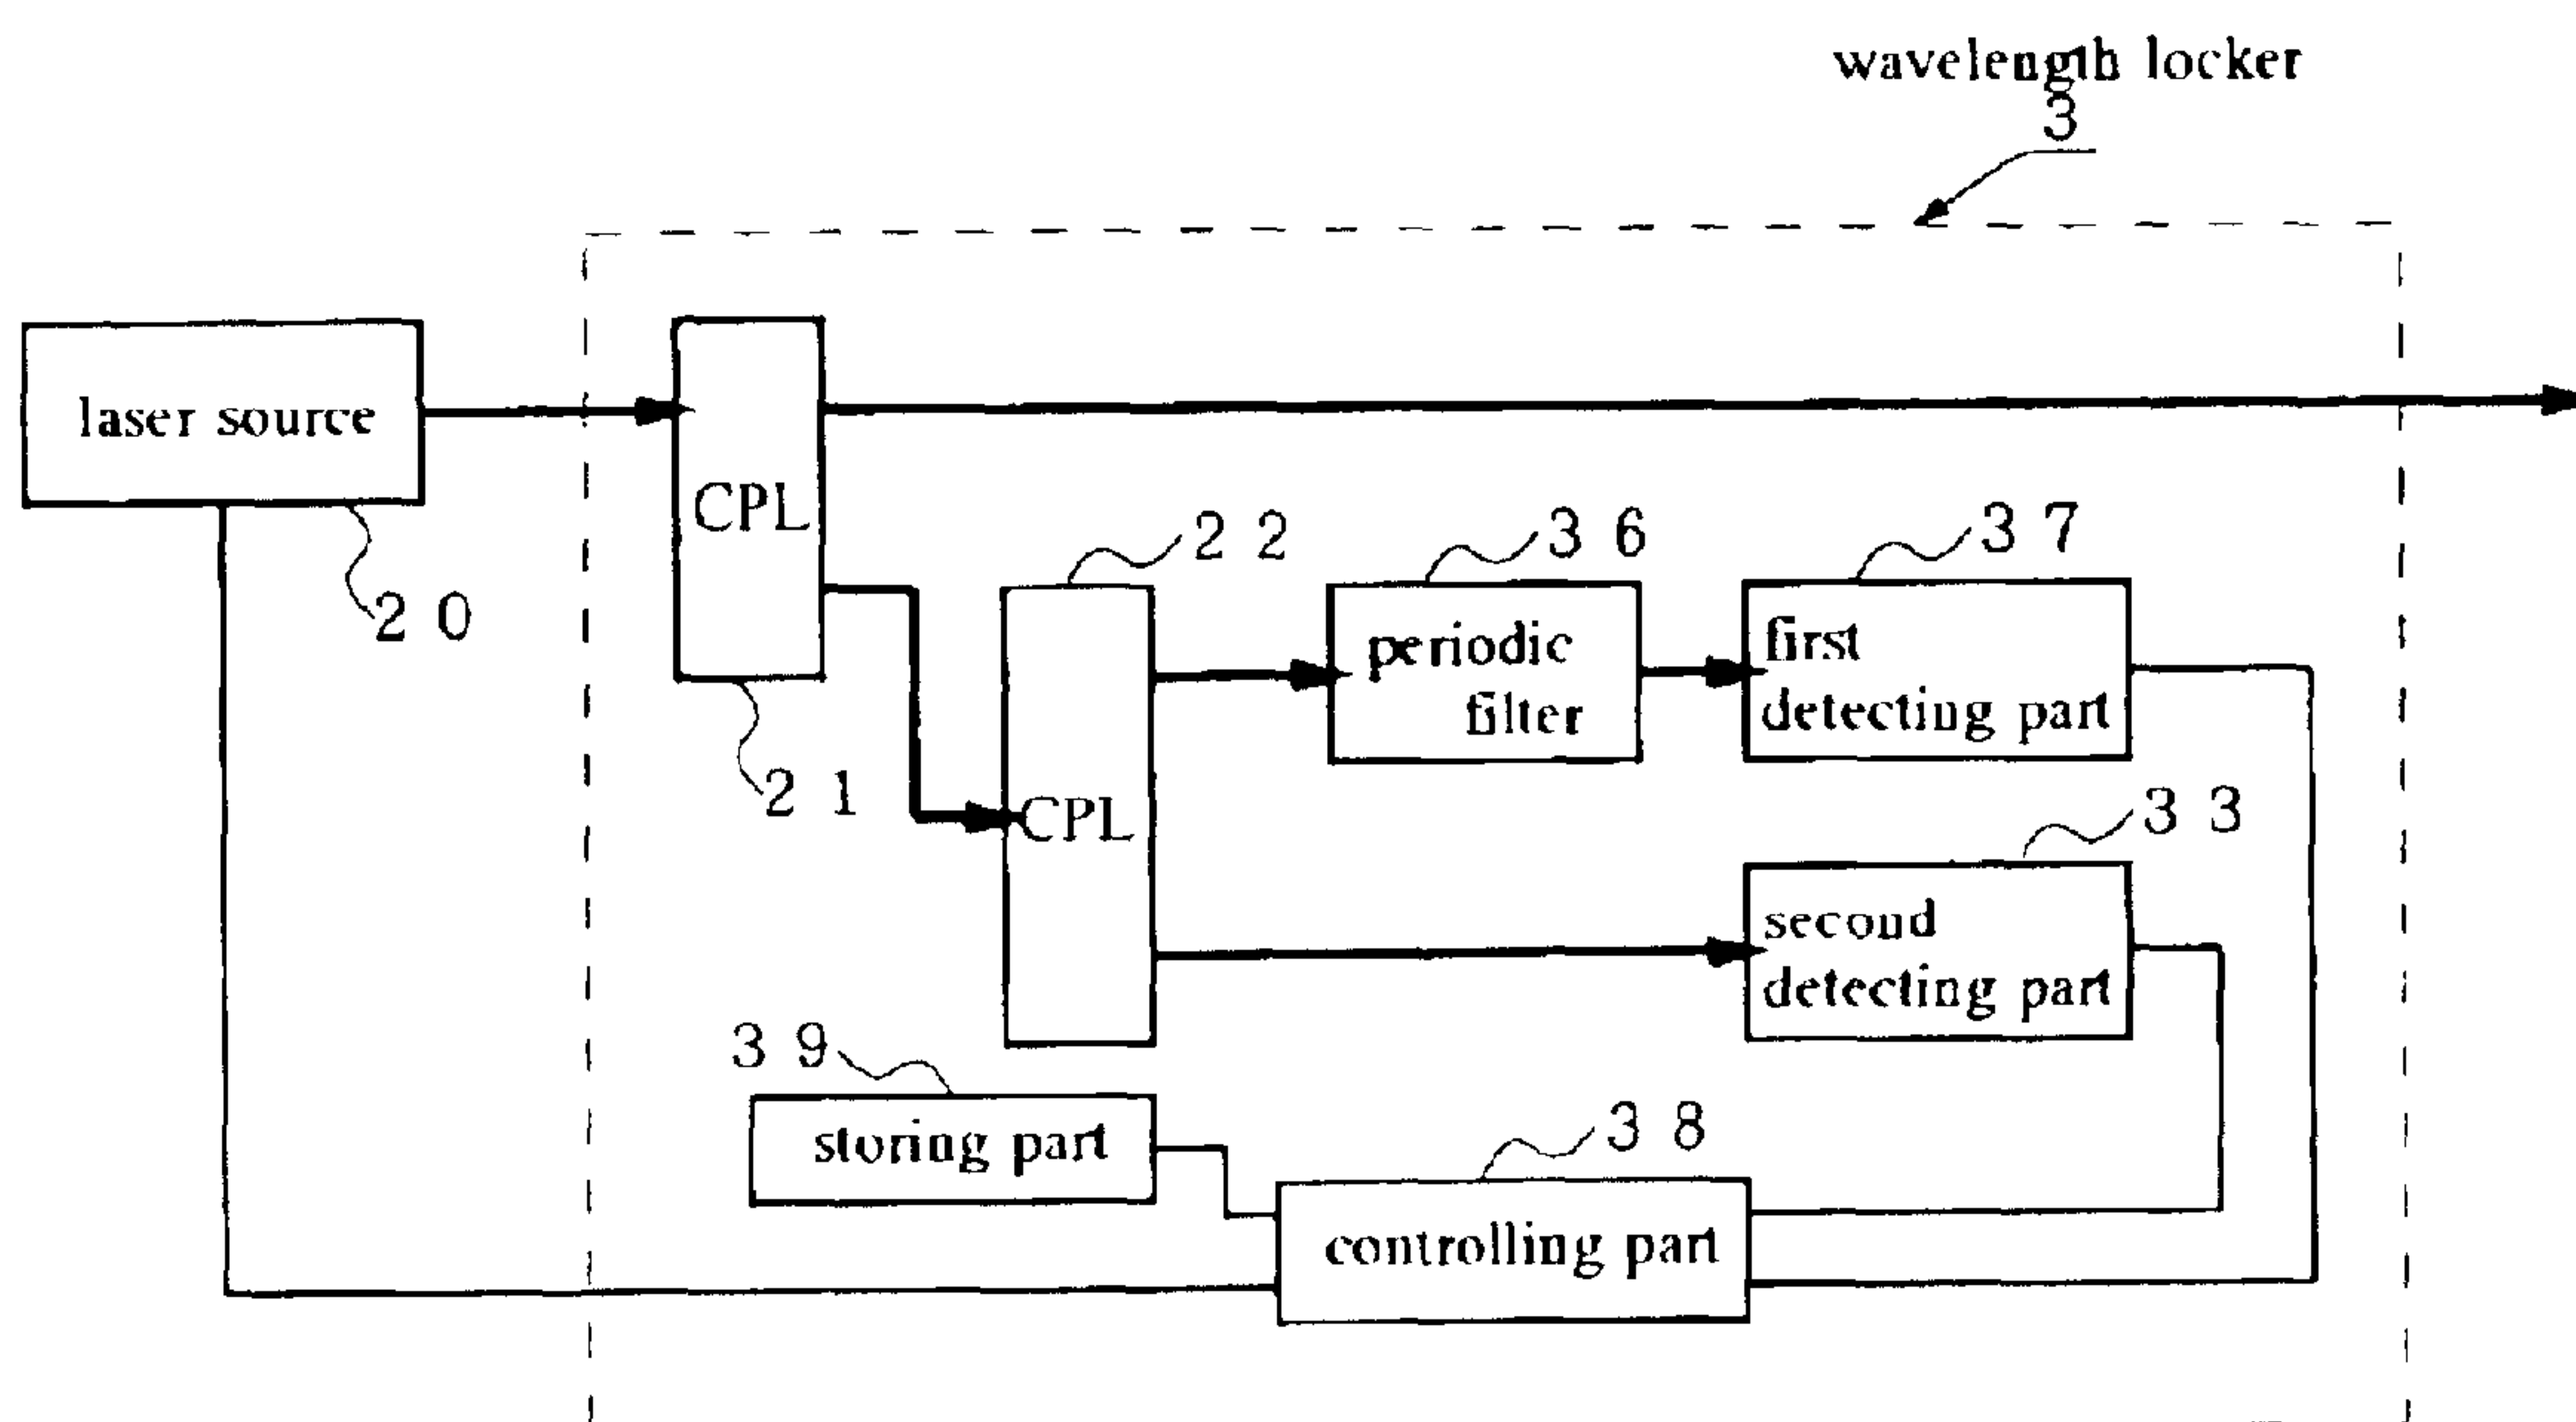 wavelength locker
3
laser source
20
CPL
21
CPL
22
periodic
filter
36
first
detecting part
37
second
detecting part
33
storing part
39
controlling part
38